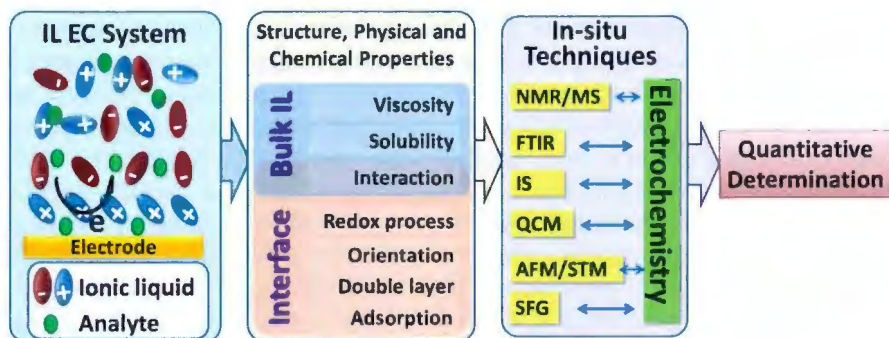 IL EC System
e
Electrode
Ionic liquid
Analyte
Structure, Physical and
Chemical Properties
Bulk IL
Viscosity
Solubility
Interaction
Interface
Redox process
Orientation
Double layer
Adsorption
In-situ
Techniques
NMR/MS
FTIR
IS
QCM
AFM/STM
SFG
Electrochemistry
Quantitative
Determination